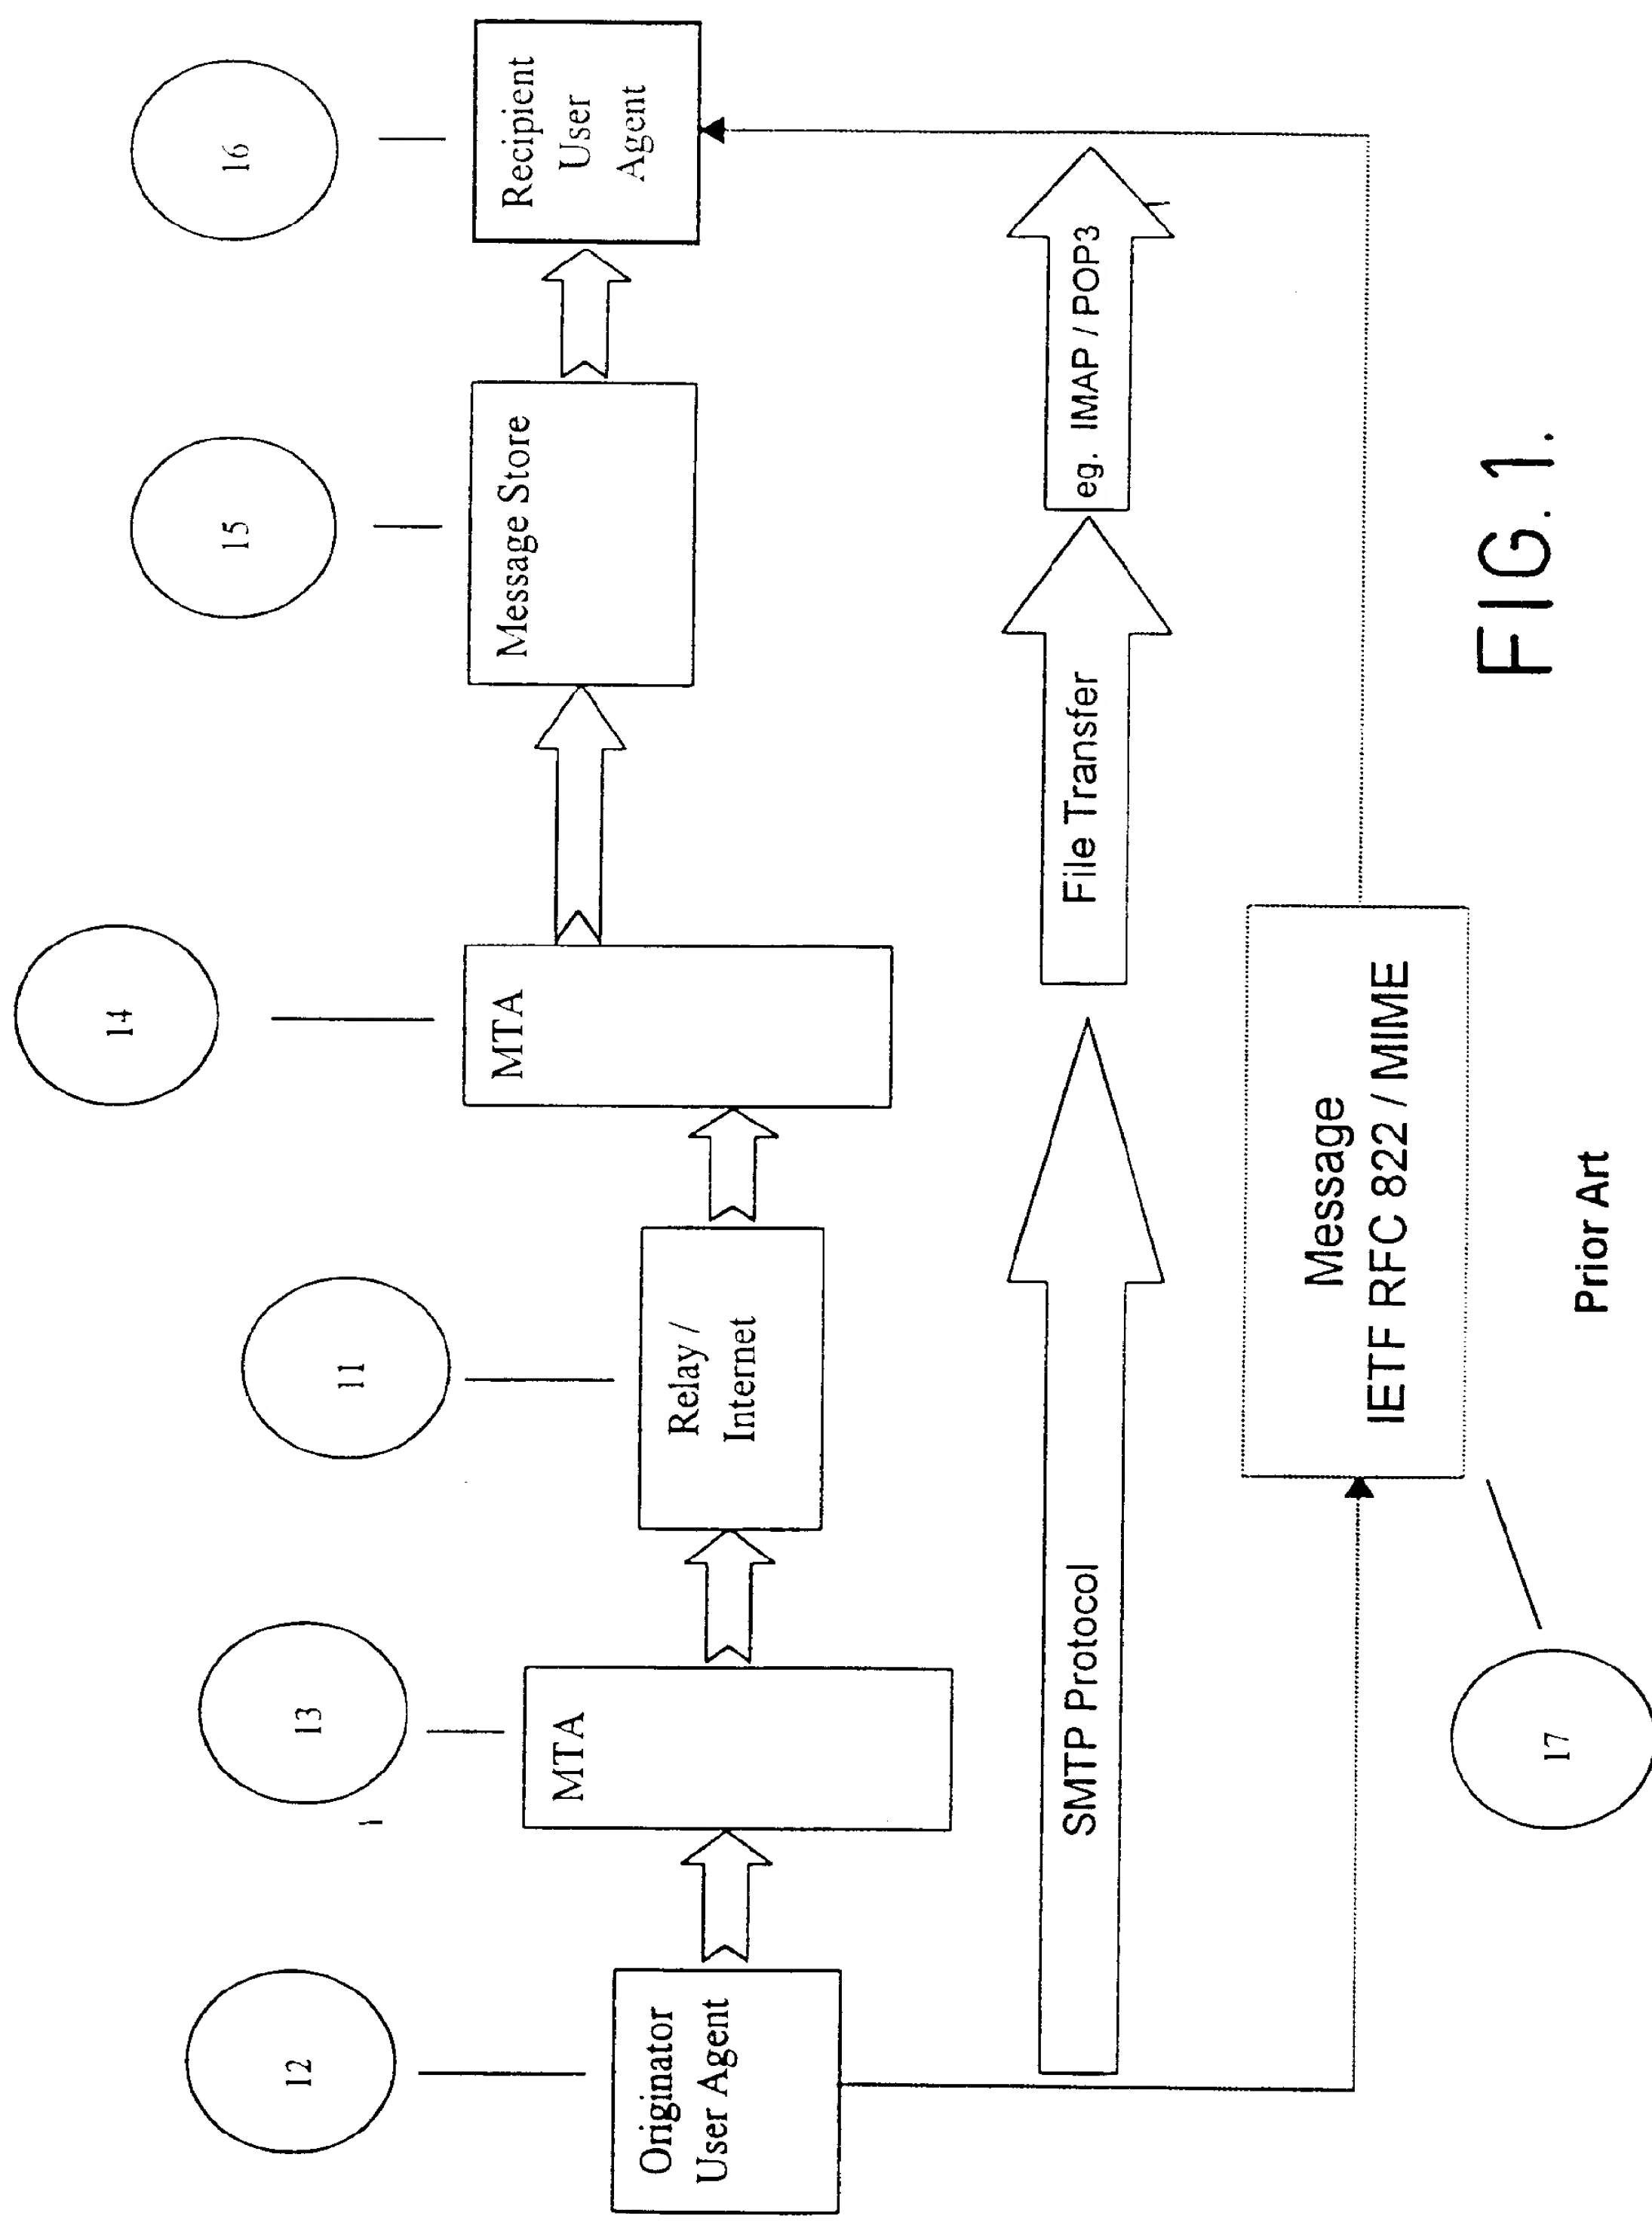 12
13
11
14
15
16
Originator
User Agent
MTA
Relay /
Internet
MTA
Message Store
Recipient
User
Agent
SMTP Protocol
File Transfer
eg. IMAP / POP3
Message
IETF RFC 822 / MIME
17
Prior Art
FIG. 1.